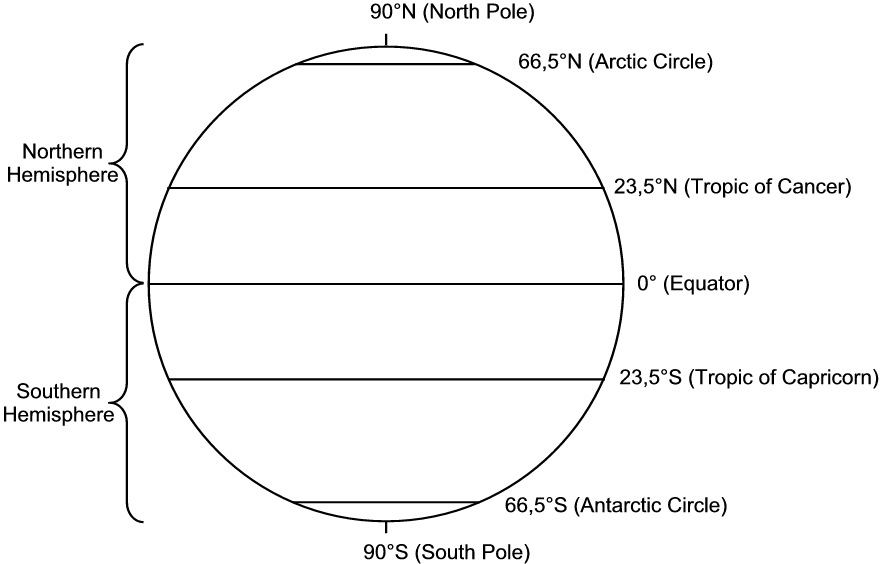 90°N (North Pole)
66,5°N (Arctic Circle)
Northern
Hemisphere
23,5°N (Tropic of Cancer)
0° (Equator)
23,5°S (Tropic of Capricorn)
Southern
Hemisphere
66,5°S (Antarctic Circle)
90°S (South Pole)